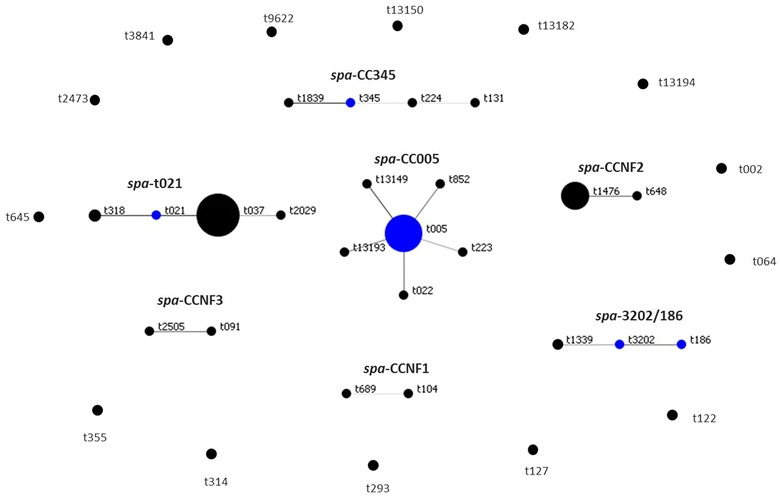 t13150
t9622
t13182
t3841
spa-CC345
t13194
t2473
t1839
t345
t224
t131
spa-CC005
spa-CCNF2
t002
spa-t021
t13149
t852
t1476
t648
t645
t318
t021
t037
t2029
t005
t13193
t223
t064
t022
spa-CCNF3
spa-3202/186
t2505
t091
t1339
t3202
t186
spa-CCNF1
t689
t104
t122
t355
t127
t314
t293